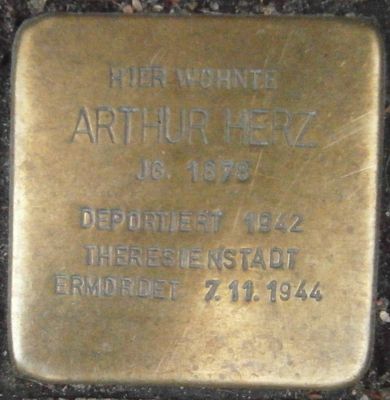 HIER WOHNTE
ARTHUR HERZ
JG. 1878
DEPORTIERT 1942
THERESIENSTADT
ERMORDET 7.11.1944